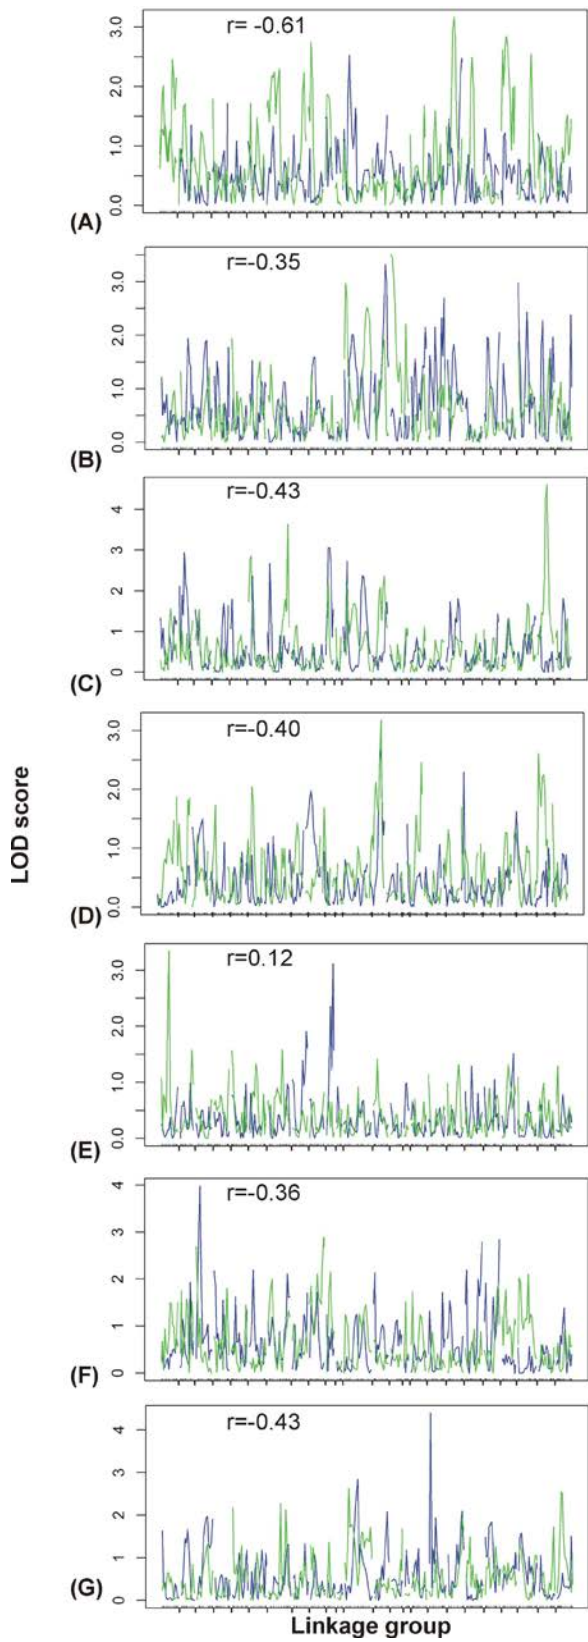 r= -0.61
3.0
2.0
1.0
0.0
(A)
r=-0.35
3.0
2.0
1.0
0.0
(B)
r=-0.43
4
3
2
1
0
(C)
r=-0.40
3.0
2.0
1.0
0.0
(D)
LOD score
r=0.12
3.0
2.0
1.0
0.0
(E)
r=-0.36
4
3
2
1
0
(F)
r=-0.43
4
3
2
1
0
(G)
Linkage group